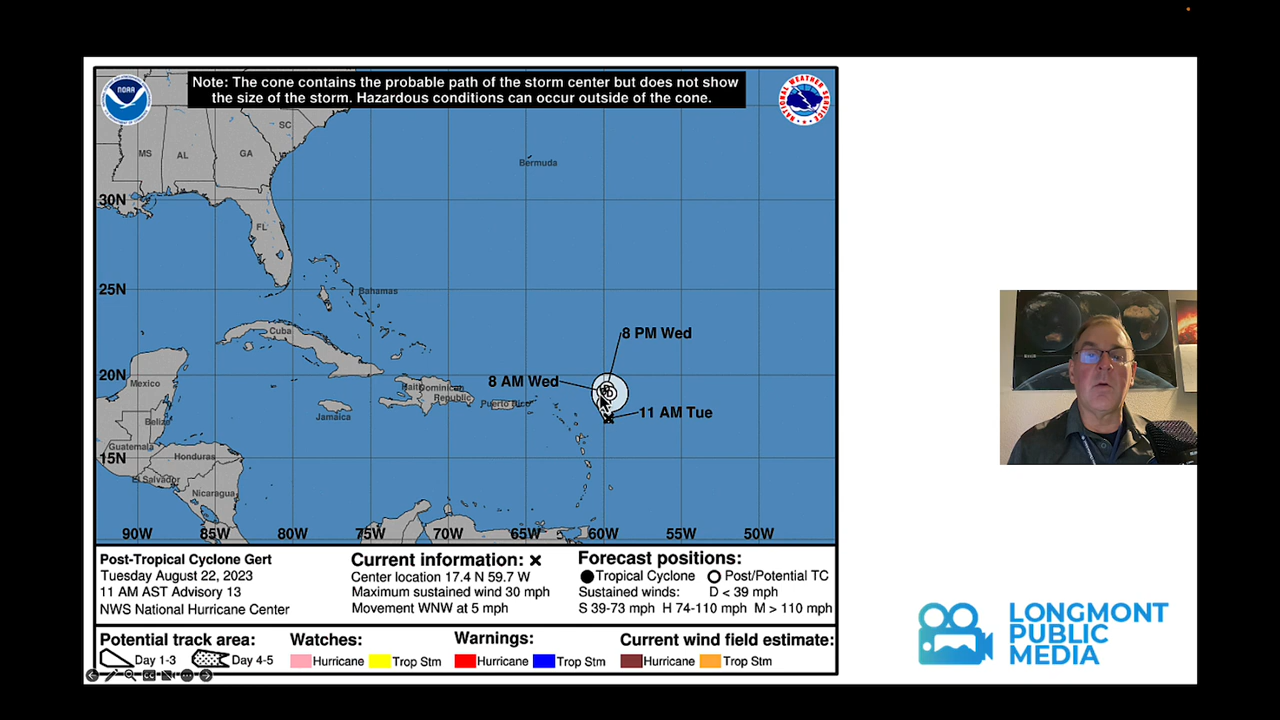 Note: The cone contains the probable path of the storm center but does not show
the size of the storm. Hazardous conditions can occur outside of the cone.
NOAA
NATIONAL WEATHER SERVICE
SC
MS
AL
GA
Bermuda
30N
FL
25N
Bahamas
Cuba
8 PM Wed
20N
8 AM Wed
Mexico
Haiti
Dominican
Republic
Puerto Rico
Jamaica
11 AM Tue
Belize
Guatemala
15N
Honduras
El Salvador
Nicaragua
90W 85W 80W 75W 70W 65W 60W 55W 50W
Post-Tropical Cyclone Gert
Tuesday August 22, 2023
11 AM AST Advisory 13
NWS National Hurricane Center
Current information: x
Center location 17.4 N 59.7 W
Maximum sustained wind 30 mph
Movement WNW at 5 mph
Forecast positions:
Tropical Cyclone Post/Potential TC
Sustained winds: D < 39 mph
S 39-73 mph H 74-110 mph M > 110 mph
Potential track area:
Day 1-3 Day 4-5
Watches:
Hurricane Trop Stm
Warnings:
Hurricane Trop Stm
Current wind field estimate:
Hurricane Trop Stm
LONGMONT
PUBLIC
MEDIA